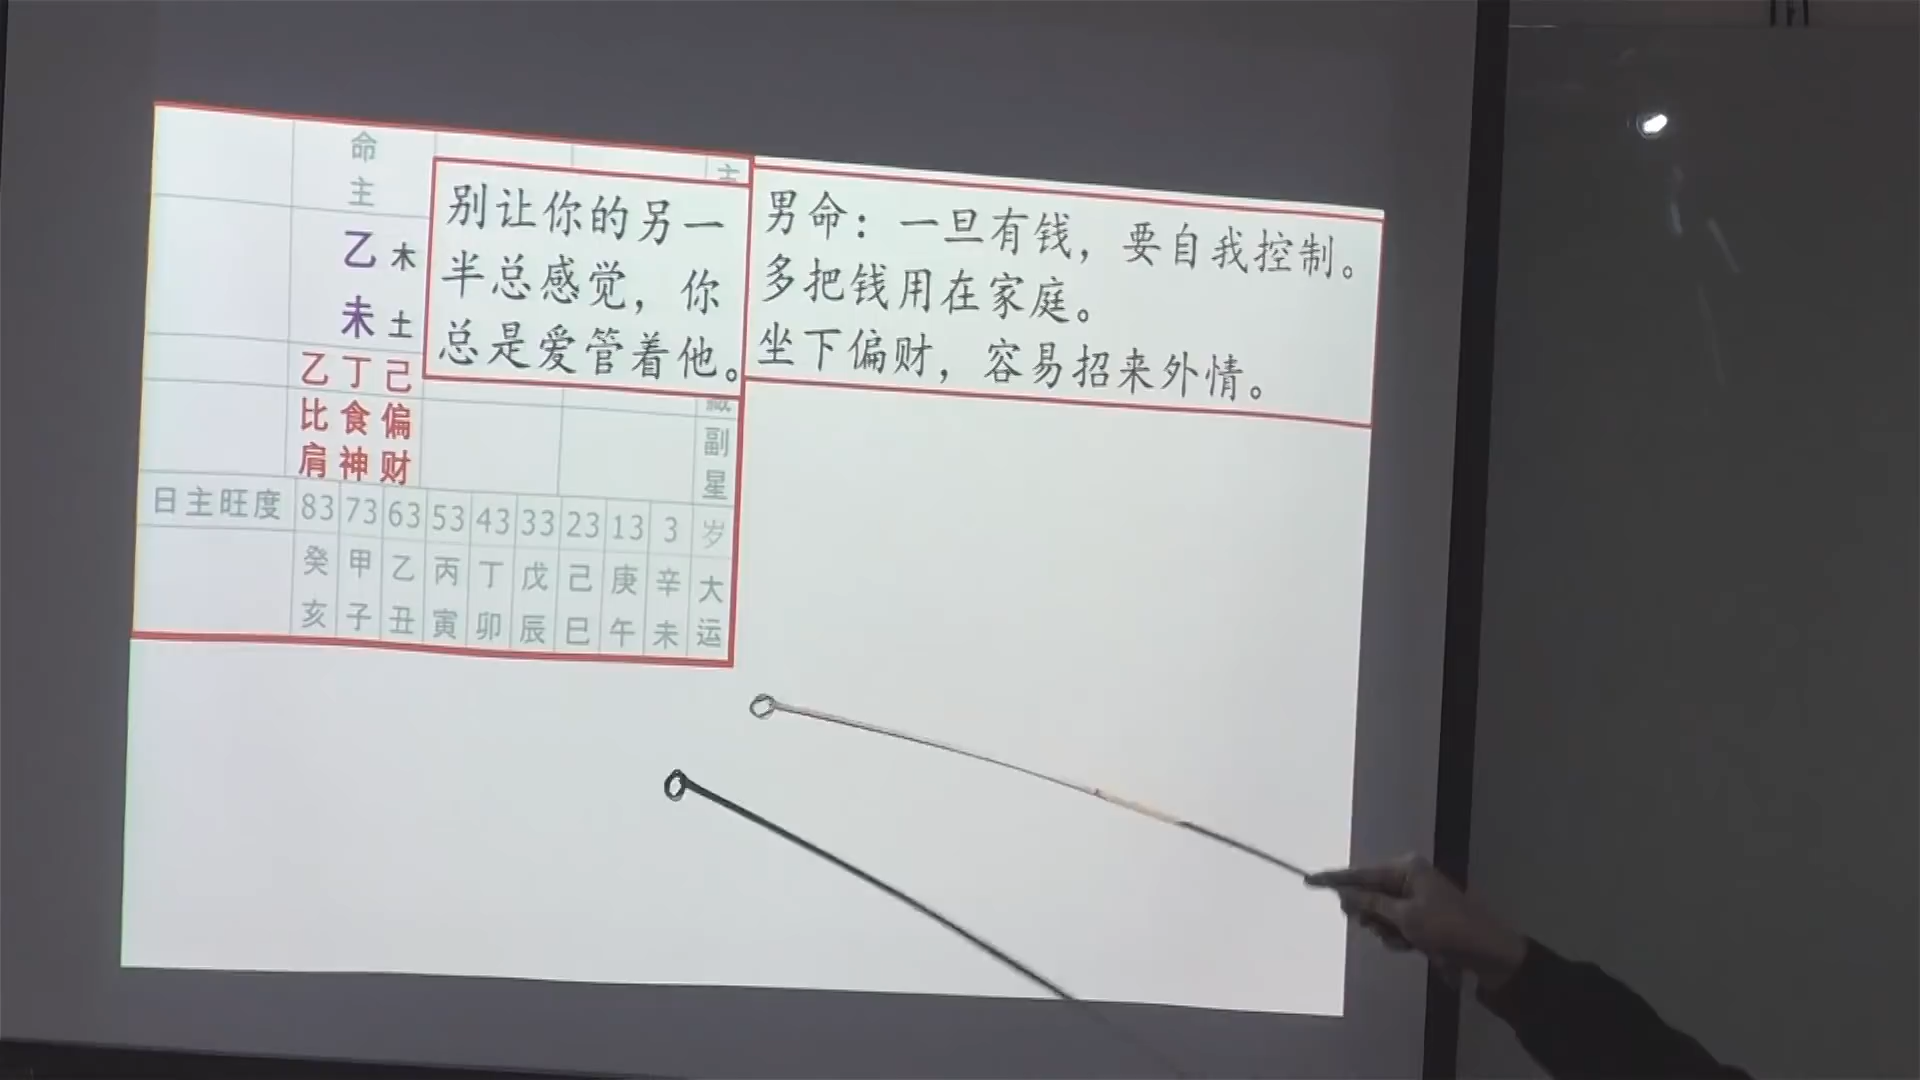 命
主
乙木
未土
乙丁己
比食偏
肩神财
别让你的另一
半总感觉，你
总是爱管着他。
男命：一旦有钱，要自我控制。
多把钱用在家庭。
坐下偏财，容易招来外情。
副
星
日主旺度 83 73 63 53 43 33 23 13 3 岁
癸 甲 乙 丙 丁 戊 己 庚 辛 大
亥 子 丑 寅 卯 辰 巳 午 未 运